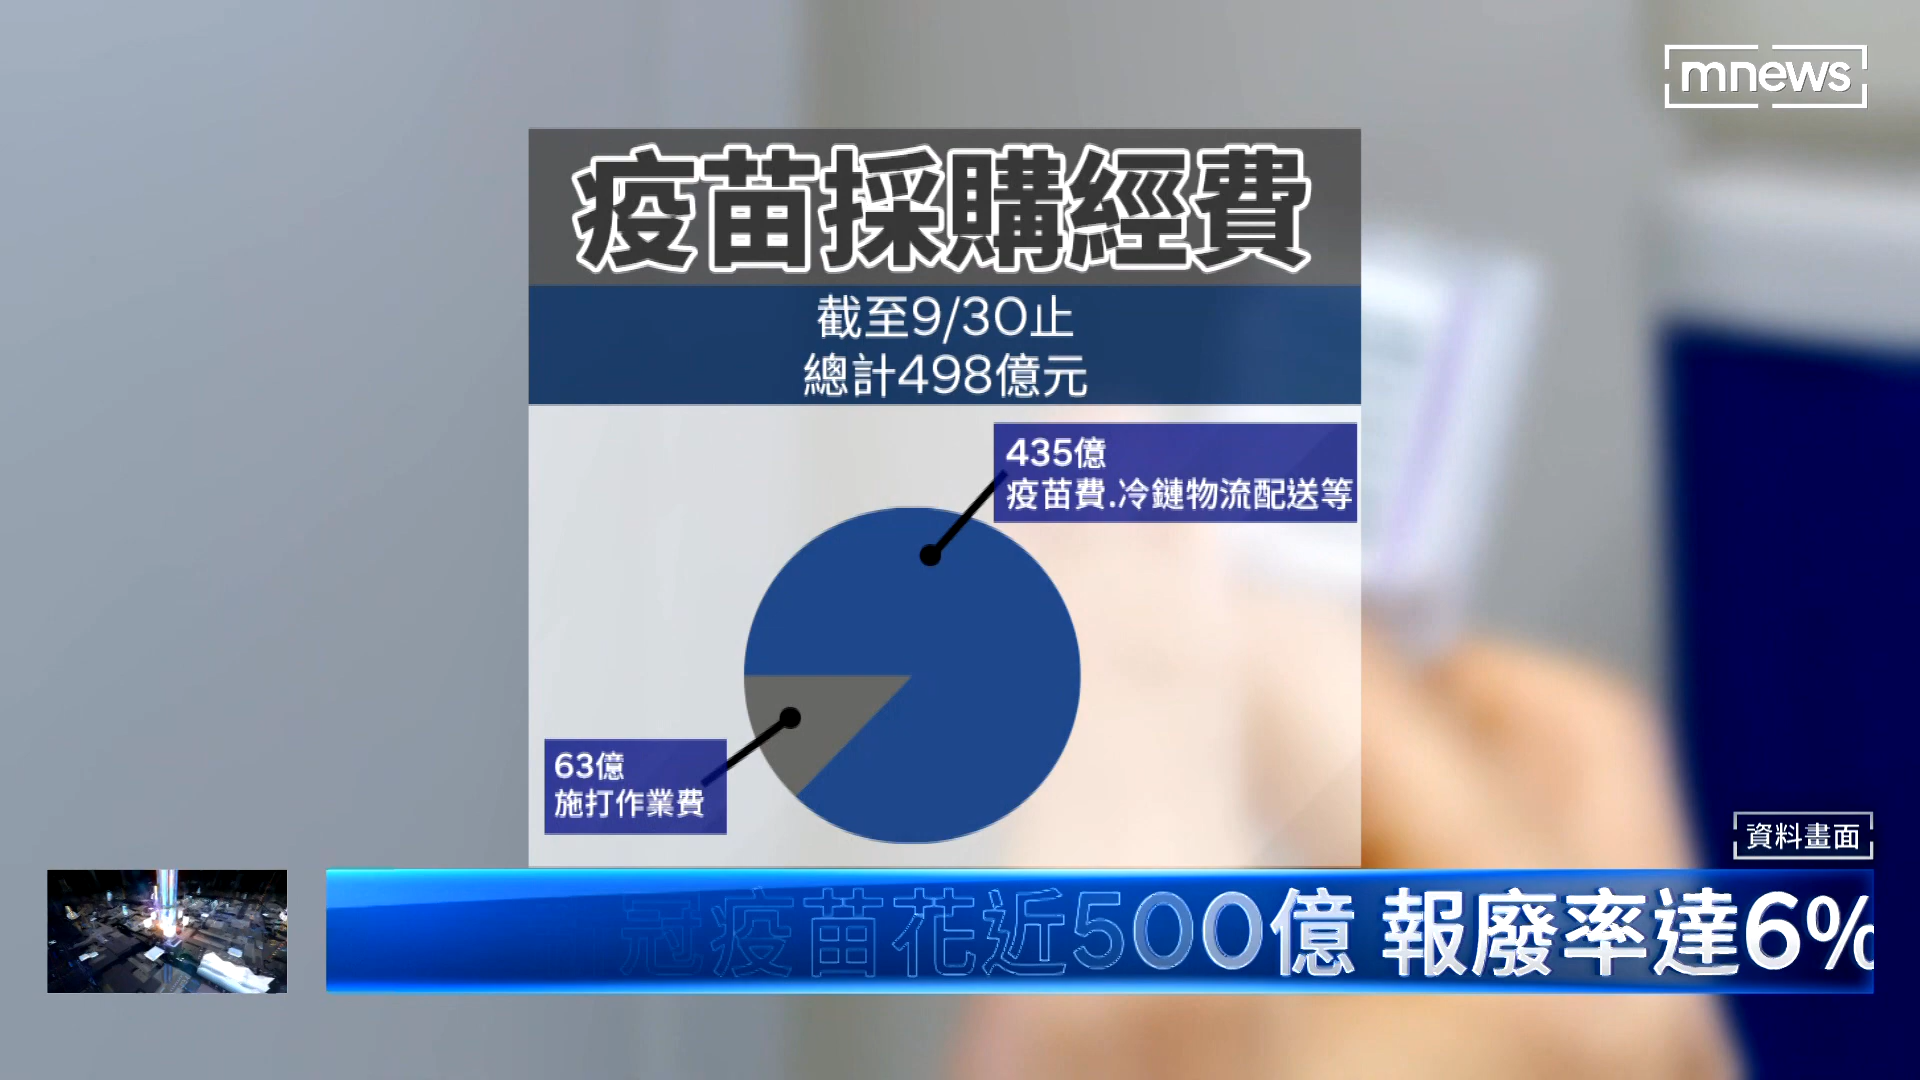 mnews
疫苗採購經費
截至9/30止
總計498億元
435億
疫苗費.冷鏈物流配送等
63億
施打作業費
資料畫面
冠疫苗花近500億 報廢率達6%